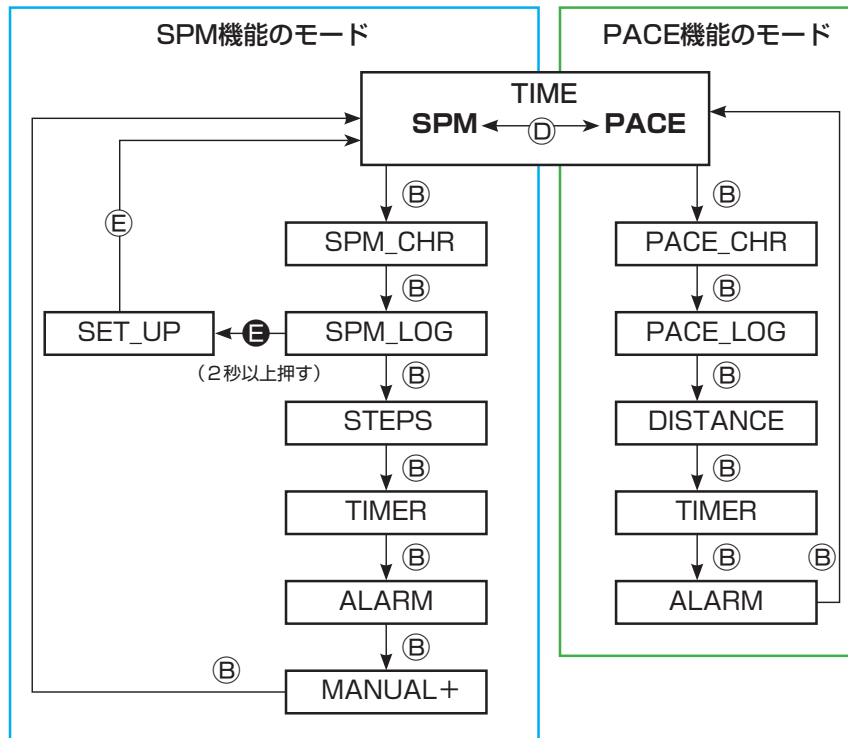 SPM機能のモード
PACE機能のモード
TIME
SPM Ⓓ PACE
Ⓑ Ⓑ
SPM_CHR PACE_CHR
Ⓔ
Ⓑ Ⓑ
SET_UP 🅔 SPM_LOG PACE_LOG
(2秒以上押す)
Ⓑ Ⓑ
STEPS DISTANCE
Ⓑ Ⓑ
TIMER TIMER
Ⓑ Ⓑ Ⓑ
ALARM ALARM
Ⓑ Ⓑ
MANUAL+